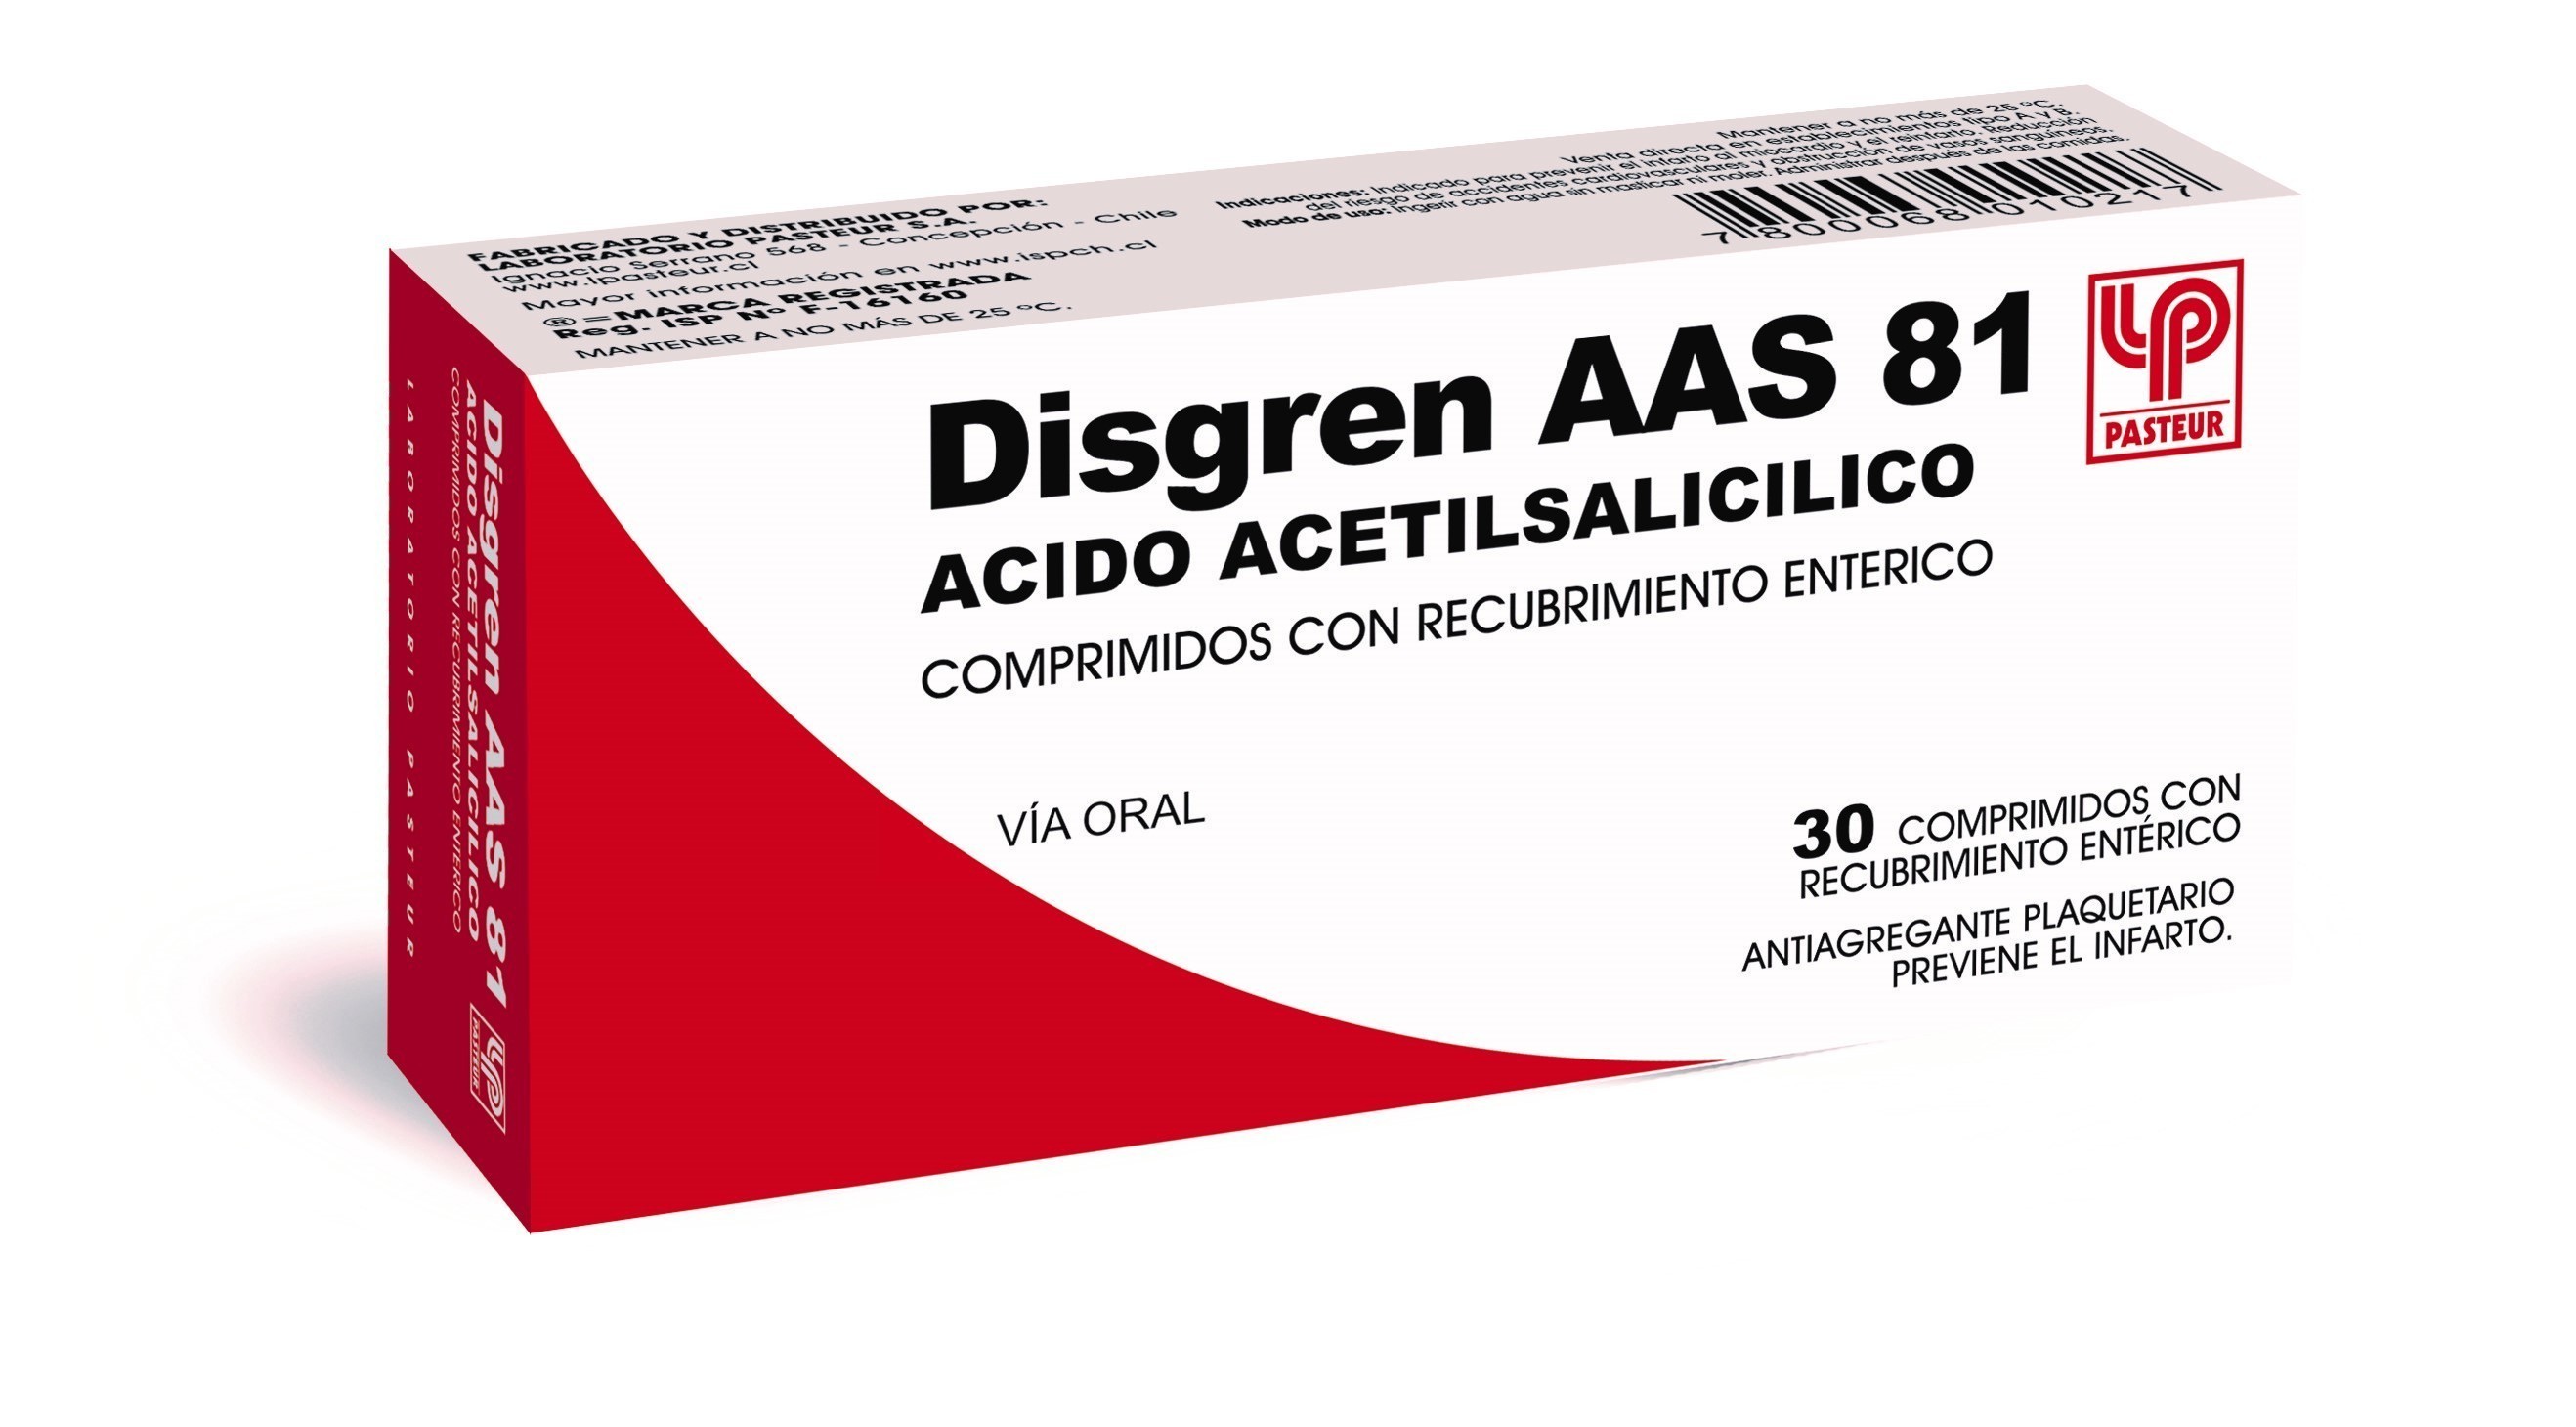 FABRICADO Y DISTRIBUIDO POR:
LABORATORIO PASTEUR S.A.
Ignacio Serrano 568 - Concepción - Chile
www.lpasteur.cl
Mayor información en www.ispch.cl
®=MARCA REGISTRADA
Reg. ISP Nº F-16160
MANTENER A NO MÁS DE 25 ºC.
Mantener a no más de 25 ºC.
Venta directa en establecimientos tipo A y B.
Indicaciones: Indicado para prevenir el infarto al miocardio y el reinfarto. Reducción
del riesgo de accidentes cardiovasculares y obstrucción de vasos sanguíneos.
Modo de uso: Ingerir con agua sin masticar ni moler. Administrar después de las comidas.
7 800068 010217
Disgren AAS 81
ACIDO ACETILSALICILICO
COMPRIMIDOS CON RECUBRIMIENTO ENTERICO
LP
PASTEUR
VÍA ORAL
30 COMPRIMIDOS CON
RECUBRIMIENTO ENTÉRICO
ANTIAGREGANTE PLAQUETARIO
PREVIENE EL INFARTO.
Disgren AAS 81
ACIDO ACETILSALICILICO
COMPRIMIDOS CON RECUBRIMIENTO ENTERICO
LABORATORIO PASTEUR
LP
PASTEUR